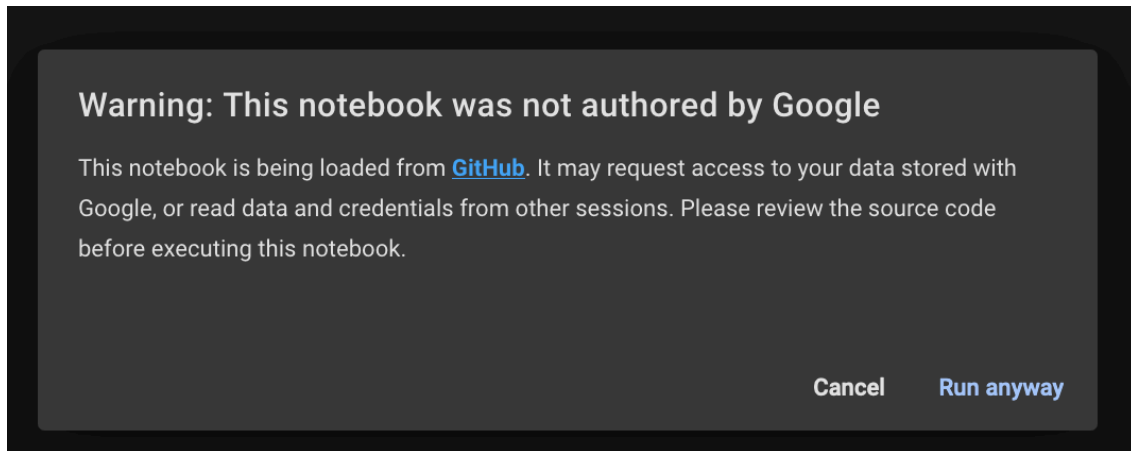 Warning: This notebook was not authored by Google
This notebook is being loaded from GitHub. It may request access to your data stored with
Google, or read data and credentials from other sessions. Please review the source code
before executing this notebook.
Cancel
Run anyway